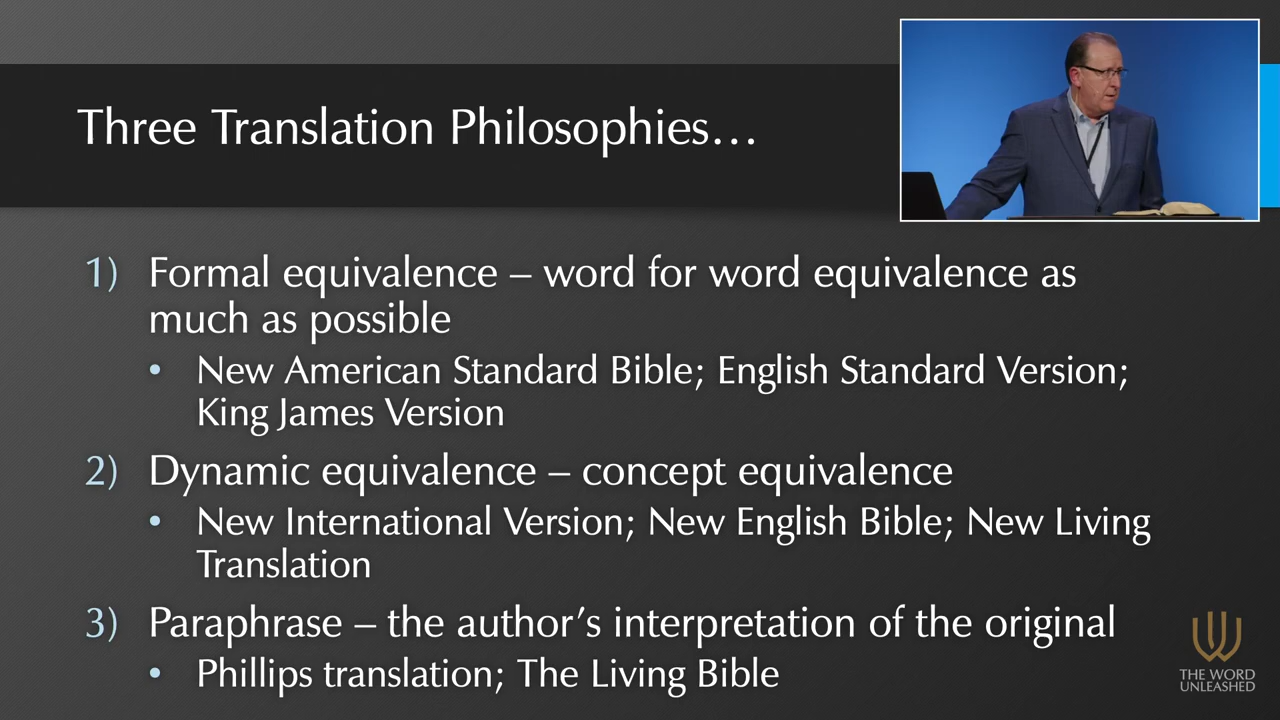 Three Translation Philosophies…
1) Formal equivalence – word for word equivalence as
much as possible
• New American Standard Bible; English Standard Version;
King James Version
2) Dynamic equivalence – concept equivalence
• New International Version; New English Bible; New Living
Translation
3) Paraphrase – the author’s interpretation of the original
• Phillips translation; The Living Bible
THE WORD
UNLEASHED